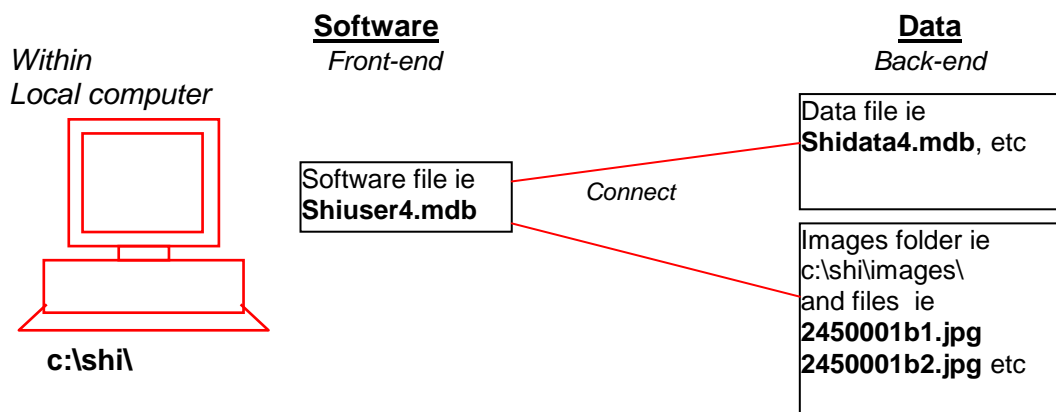 Software
Front-end
Data
Back-end
Within
Local computer
c:\shi\
Software file ie
Shiuser4.mdb
Connect
Data file ie
Shidata4.mdb, etc
Images folder ie
c:\shi\images\
and files  ie
2450001b1.jpg
2450001b2.jpg etc